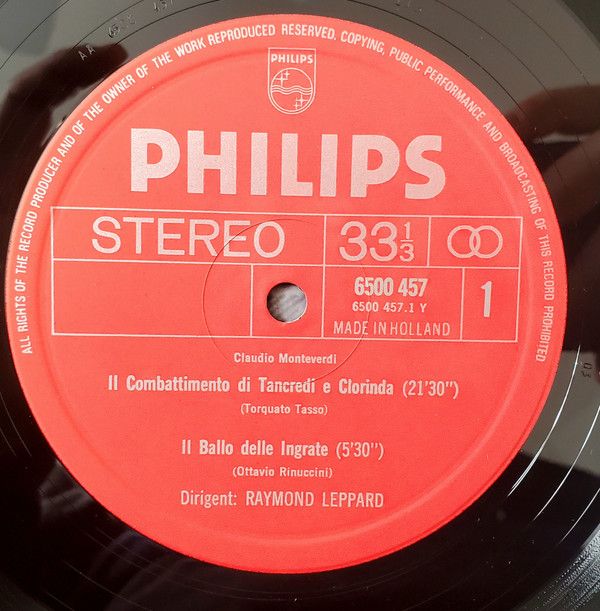 ALL RIGHTS OF THE RECORD PRODUCER AND OF THE OWNER OF THE WORK REPRODUCED RESERVED. COPYING, PUBLIC PERFORMANCE AND BROADCASTING OF THIS RECORD PROHIBITED
PHILIPS
PHILIPS
STEREO 33 1/3
6500 457 1
6500 457.1 Y
MADE IN HOLLAND
Claudio Monteverdi
Il Combattimento di Tancredi e Clorinda (21'30")
(Torquato Tasso)
Il Ballo delle Ingrate (5'30")
(Ottavio Rinuccini)
Dirigent: RAYMOND LEPPARD